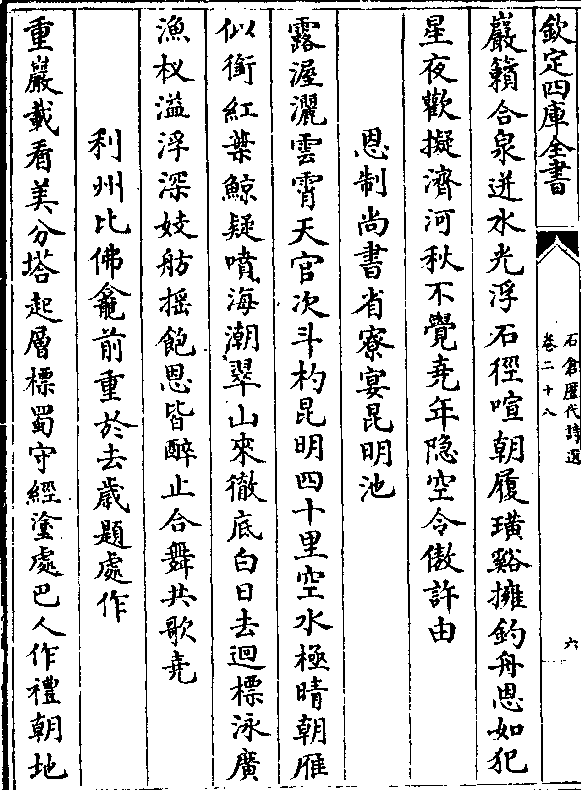 欽定四庫全書
石倉歷代詩選
卷二十八
六
巖籟合泉迸水光浮石徑喧朝履璜谿擁釣舟恩如犯
星夜歡擬濟河秋不覺堯年隱空令傲許由
恩制尚書省寮宴昆明池
露渥灑雲霄天官次斗杓昆明四十里空水極晴朝雁
似銜紅葉鯨疑噴海潮翠山來徹底白日去迴標泳廣
漁杈溢浮深妓舫搖飽恩皆醉止合舞共歌堯
利州比佛龕前重於去歲題處作
重巖載看美分塔起層標蜀守經塗處巴人作禮朝地